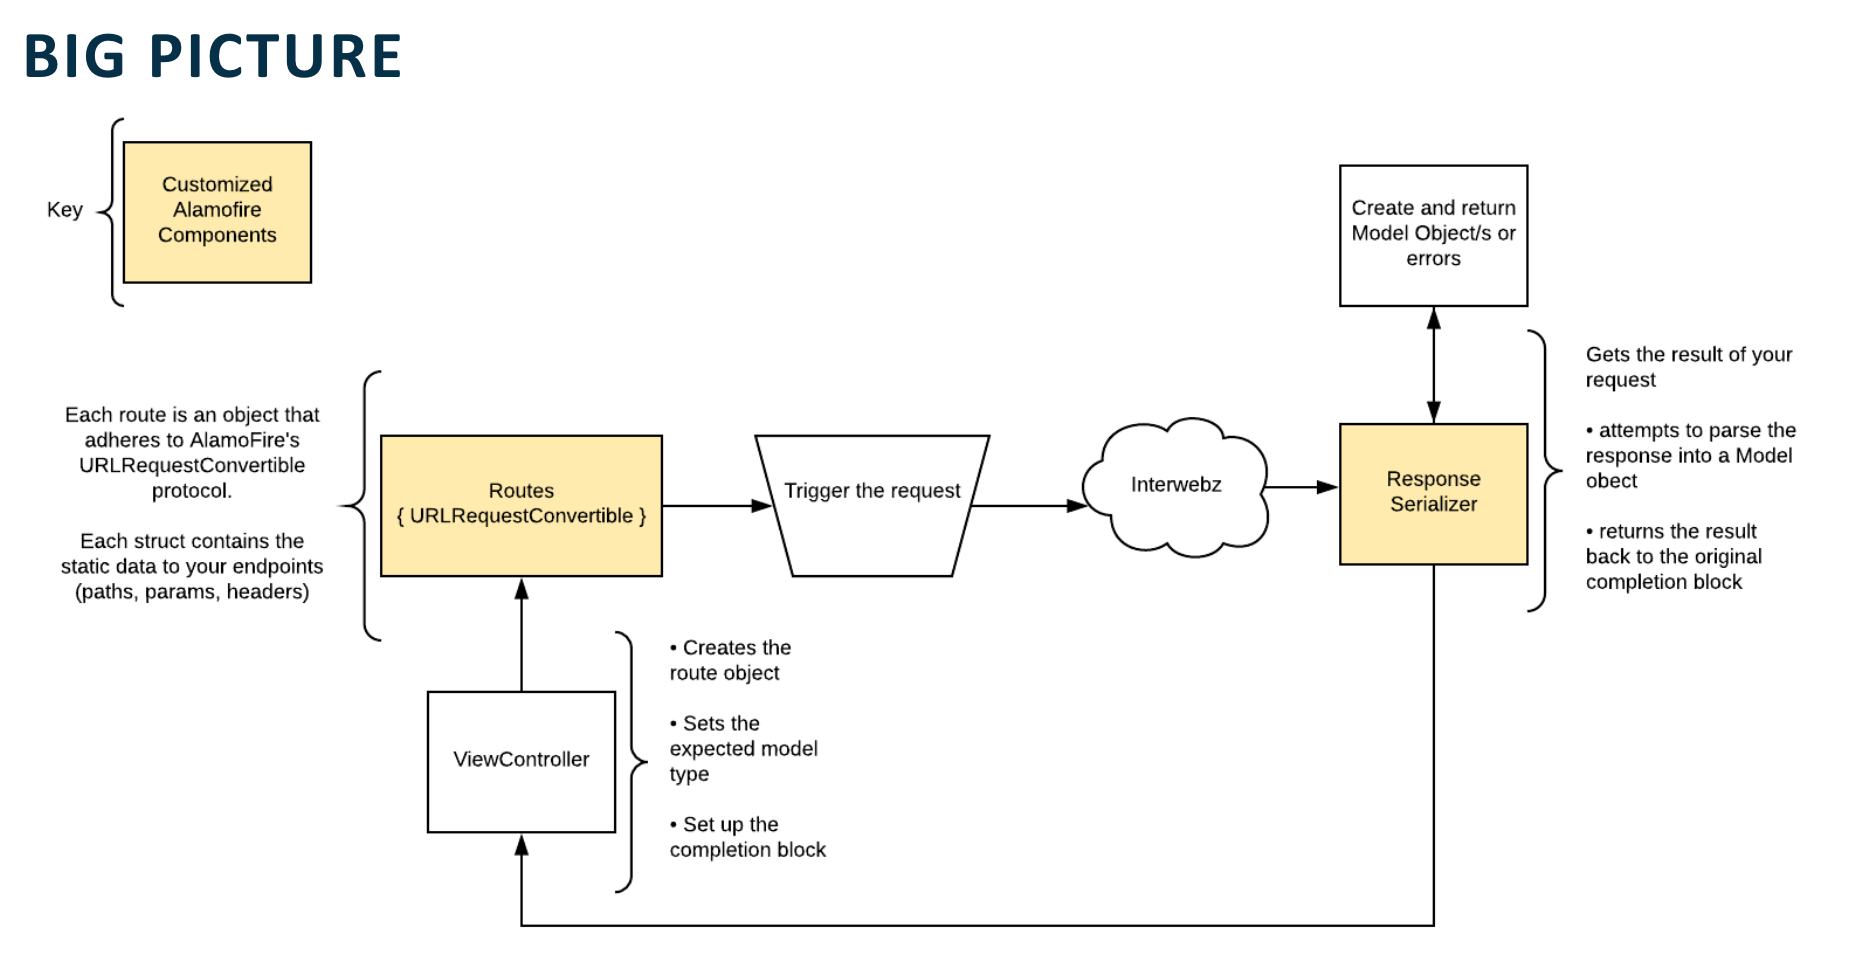 BIG PICTURE
Key
Customized
Alamofire
Components
Create and return
Model Object/s or
errors
Each route is an object that
adheres to AlamoFire's
URLRequestConvertible
protocol.
Each struct contains the
static data to your endpoints
(paths, params, headers)
Routes
{ URLRequestConvertible }
Trigger the request
Interwebz
Response
Serializer
Gets the result of your
request
• attempts to parse the
response into a Model
obect
• returns the result
back to the original
completion block
ViewController
• Creates the
route object
• Sets the
expected model
type
• Set up the
completion block